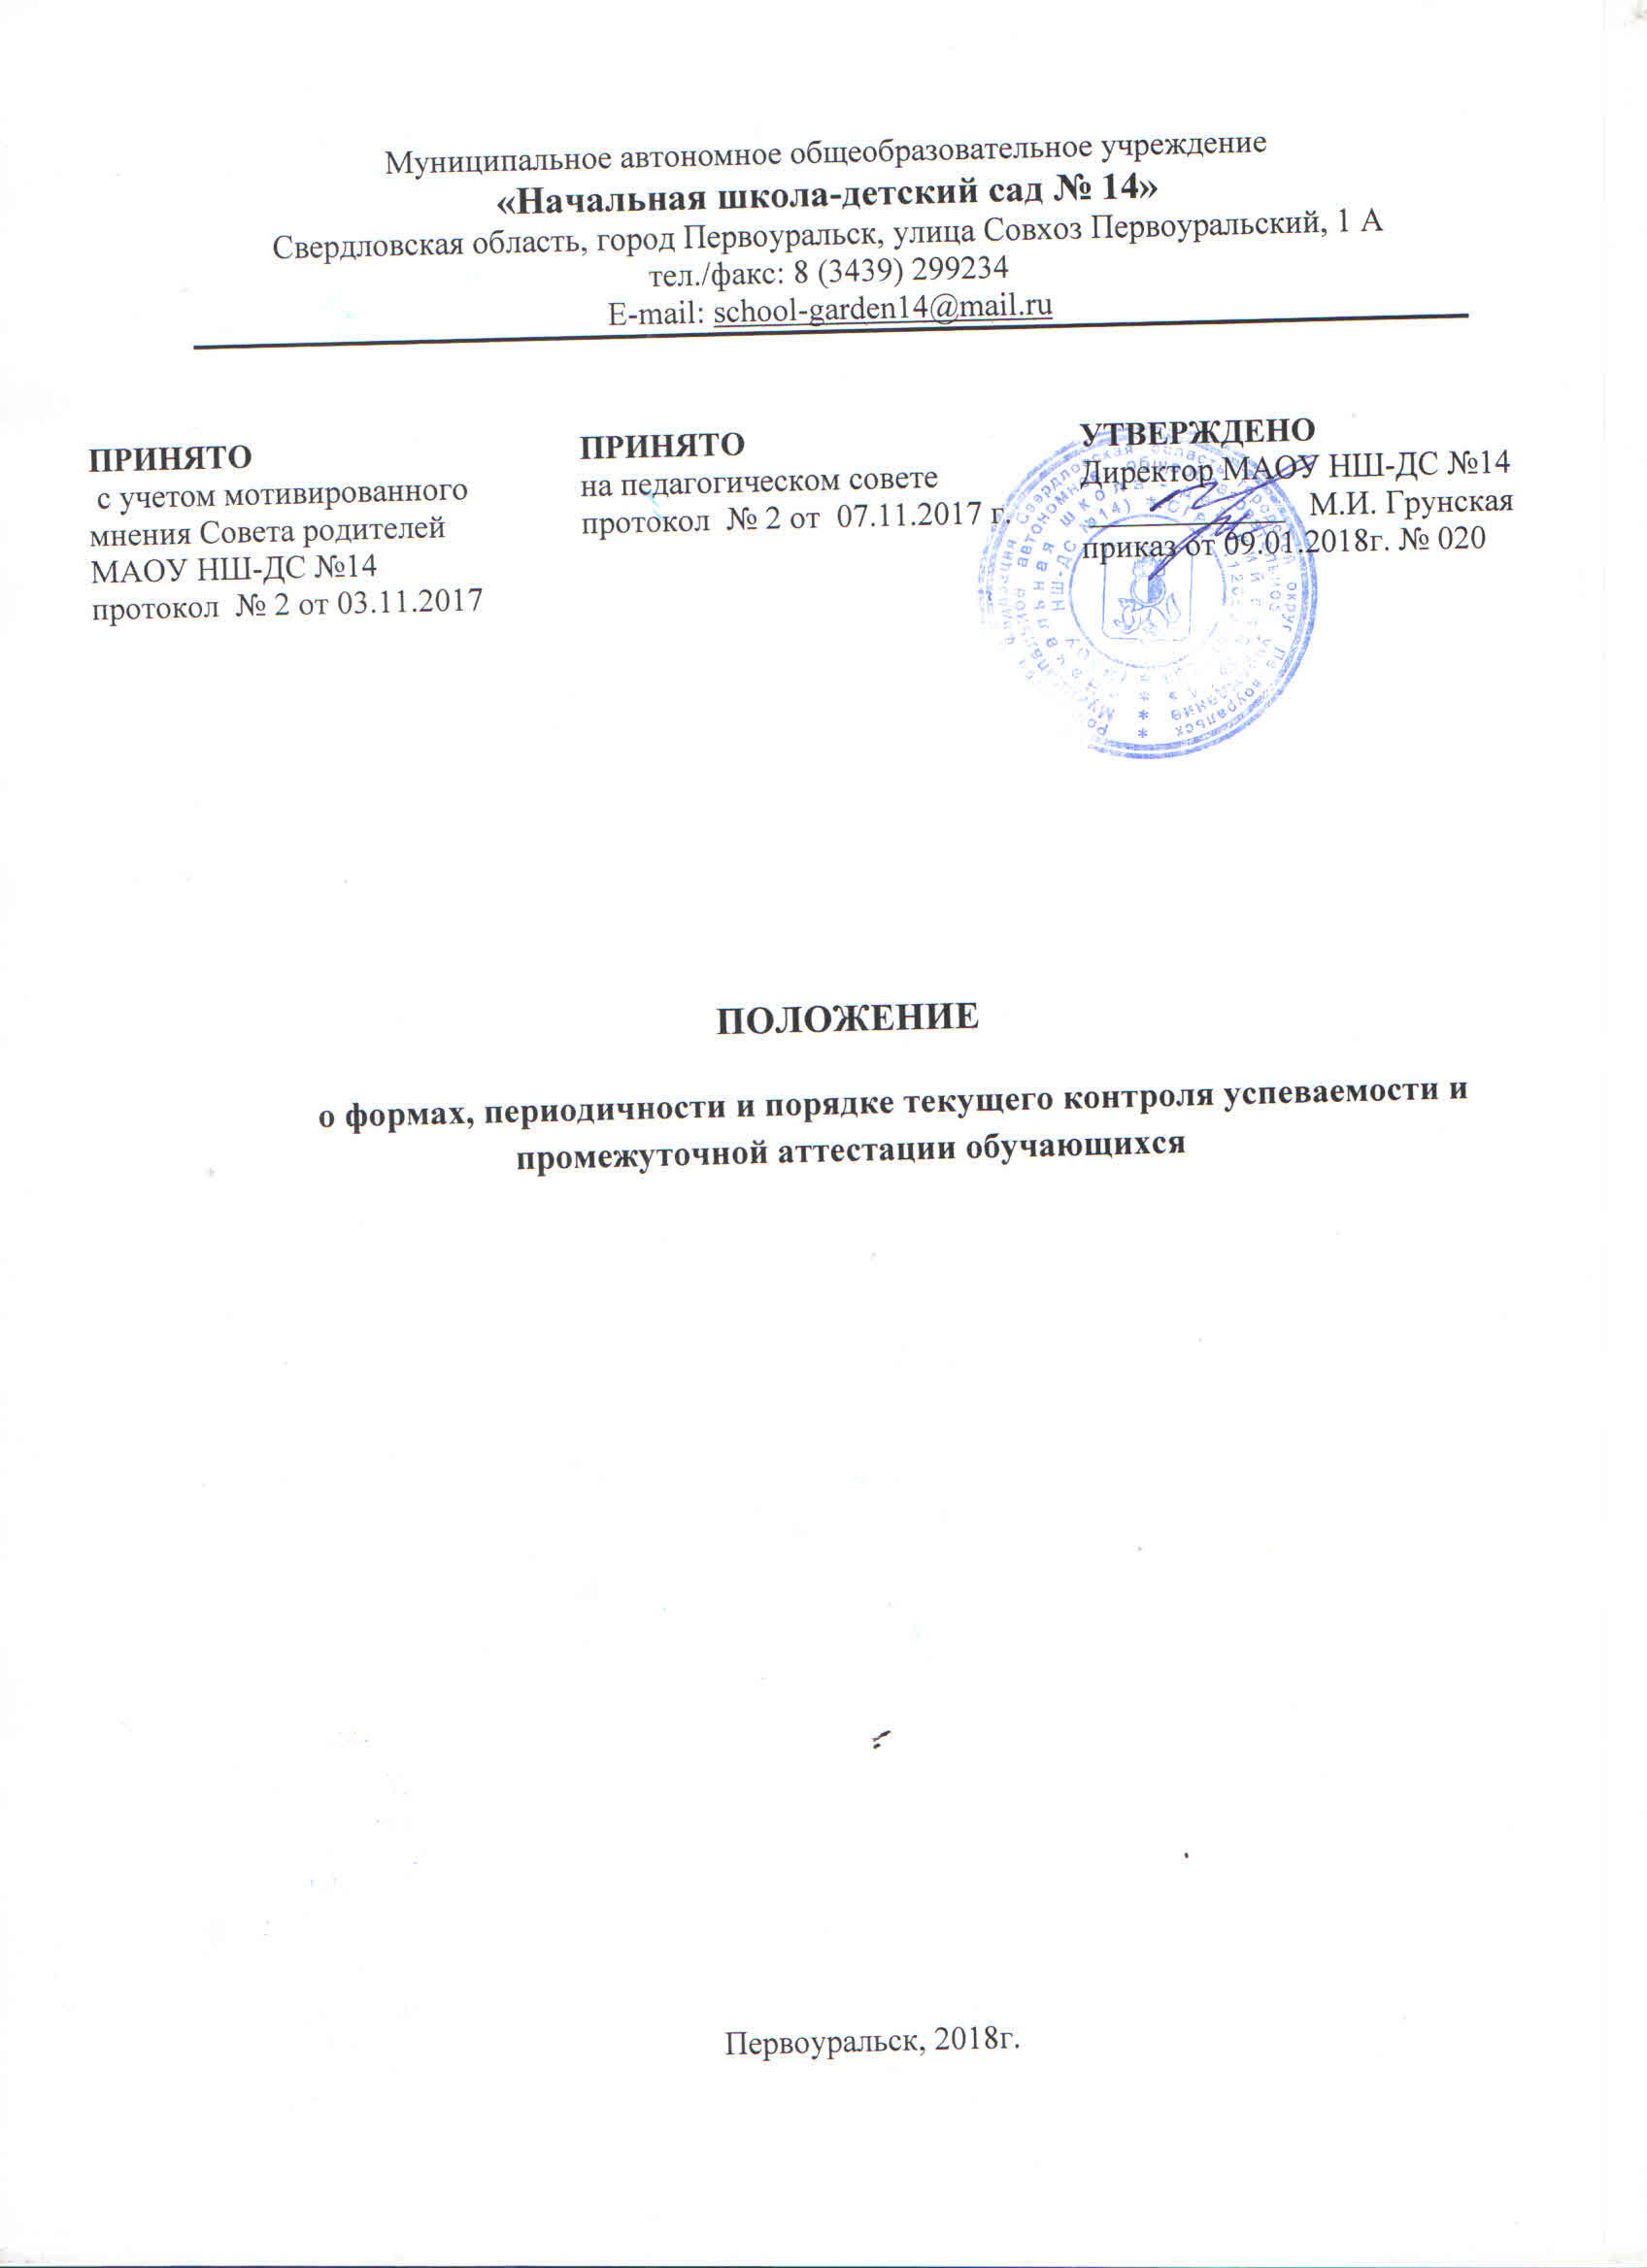 Муниципальное автономное общеобразовательное учреждение
«Начальная школа-детский сад № 14»
Свердловская область, город Первоуральск, улица Совхоз Первоуральский, 1 А
тел./факс: 8 (3439) 299234
E-mail: school-garden14@mail.ru
ПРИНЯТО
с учетом мотивированного
мнения Совета родителей
МАОУ НШ-ДС №14
протокол № 2 от 03.11.2017
ПРИНЯТО
на педагогическом совете
протокол № 2 от 07.11.2017 г.
УТВЕРЖДЕНО
Директор МАОУ НШ-ДС №14
______________ М.И. Грунская
приказ от 09.01.2018г. № 020
ПОЛОЖЕНИЕ
о формах, периодичности и порядке текущего контроля успеваемости и
промежуточной аттестации обучающихся
Первоуральск, 2018г.